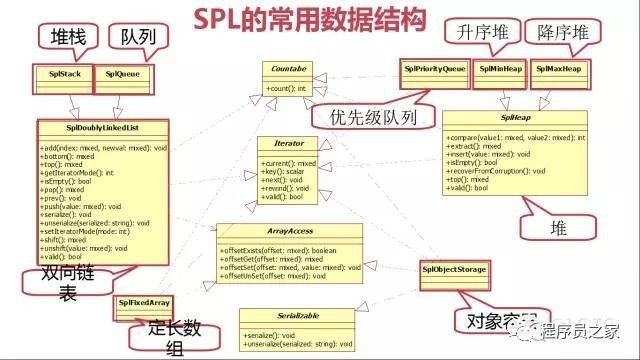 SPL的常用数据结构
堆栈
队列
升序堆
降序堆
SplStack
SplQueue
Countabe
+count(): int
SplPriorityQueue
SplMinHeap
SplMaxHeap
优先级队列
SplDoublyLinkedList
+add(index: mixed, newval: mixed): void
+bottom(): mixed
+top(): mixed
+getIteratorMode(): int
+isEmpty(): bool
+pop(): mixed
+prev(): void
+push(value: mixed): void
+serialize(): void
+unserialize(serialized: string): void
+setIteratorMode(mode: int)
+shift(): mixed
+unshift(value: mixed): void
+vaid(): bool
双向链
表
Iterator
+current(): mixed
+key(): scalar
+next(): void
+rewind(): void
+valid(): bool
SplHeap
+compare(value1: mixed, value2: mixed): int
+extract(): mixed
+insert(value: mixed): void
+isEmpty(): bool
+recoverFromCorruption(): void
+top(): mixed
+valid(): bool
堆
ArrayAccess
+offsetExists(offset: mixed): boolean
+offsetGet(offset: mixed): mixed
+offsetSet(offset: mixed, value: mixed): void
+offsetUnSet(offset: mixed): void
SplObjectStorage
SplFixedArray
定长数
组
Serializable
+serialize(): void
+unserialize(serialized: string): void
对象容器
程序员之家